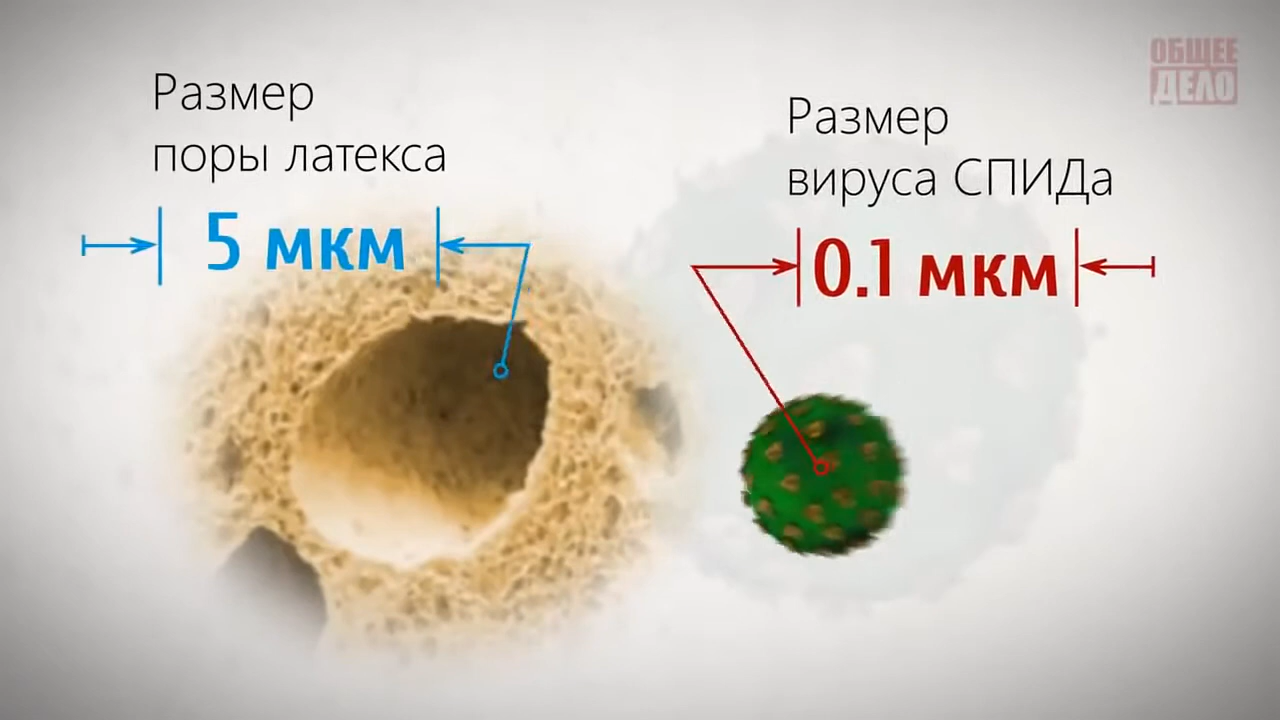 Размер
поры латекса
5 мкм
Размер
вируса СПИДа
0.1 мкм
ОБЩЕЕ
ДЕЛО